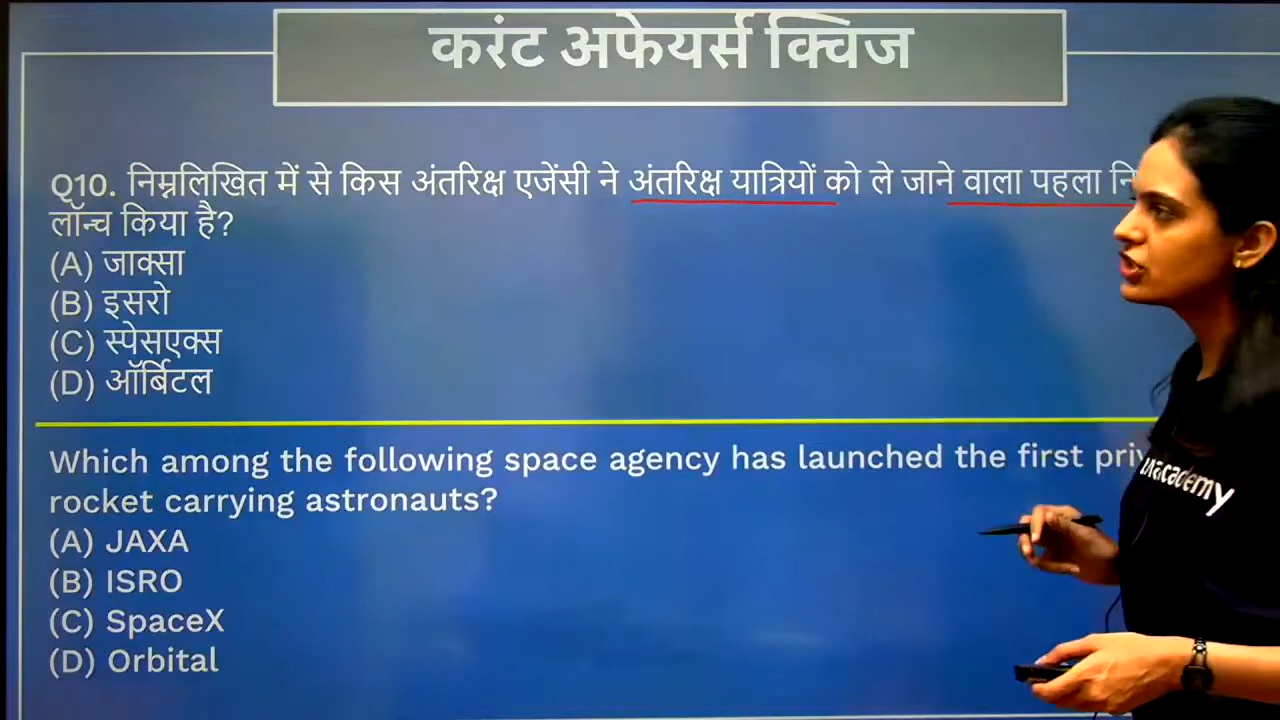 करंट अफेयर्स क्विज
Q10. निम्नलिखित में से किस अंतरिक्ष एजेंसी ने अंतरिक्ष यात्रियों को ले जाने वाला पहला
लॉन्च किया है?
(A) जाक्सा
(B) इसरो
(C) स्पेसएक्स
(D) ऑर्बिटल
Which among the following space agency has launched the first
rocket carrying astronauts?
(A) JAXA
(B) ISRO
(C) SpaceX
(D) Orbital
unacademy